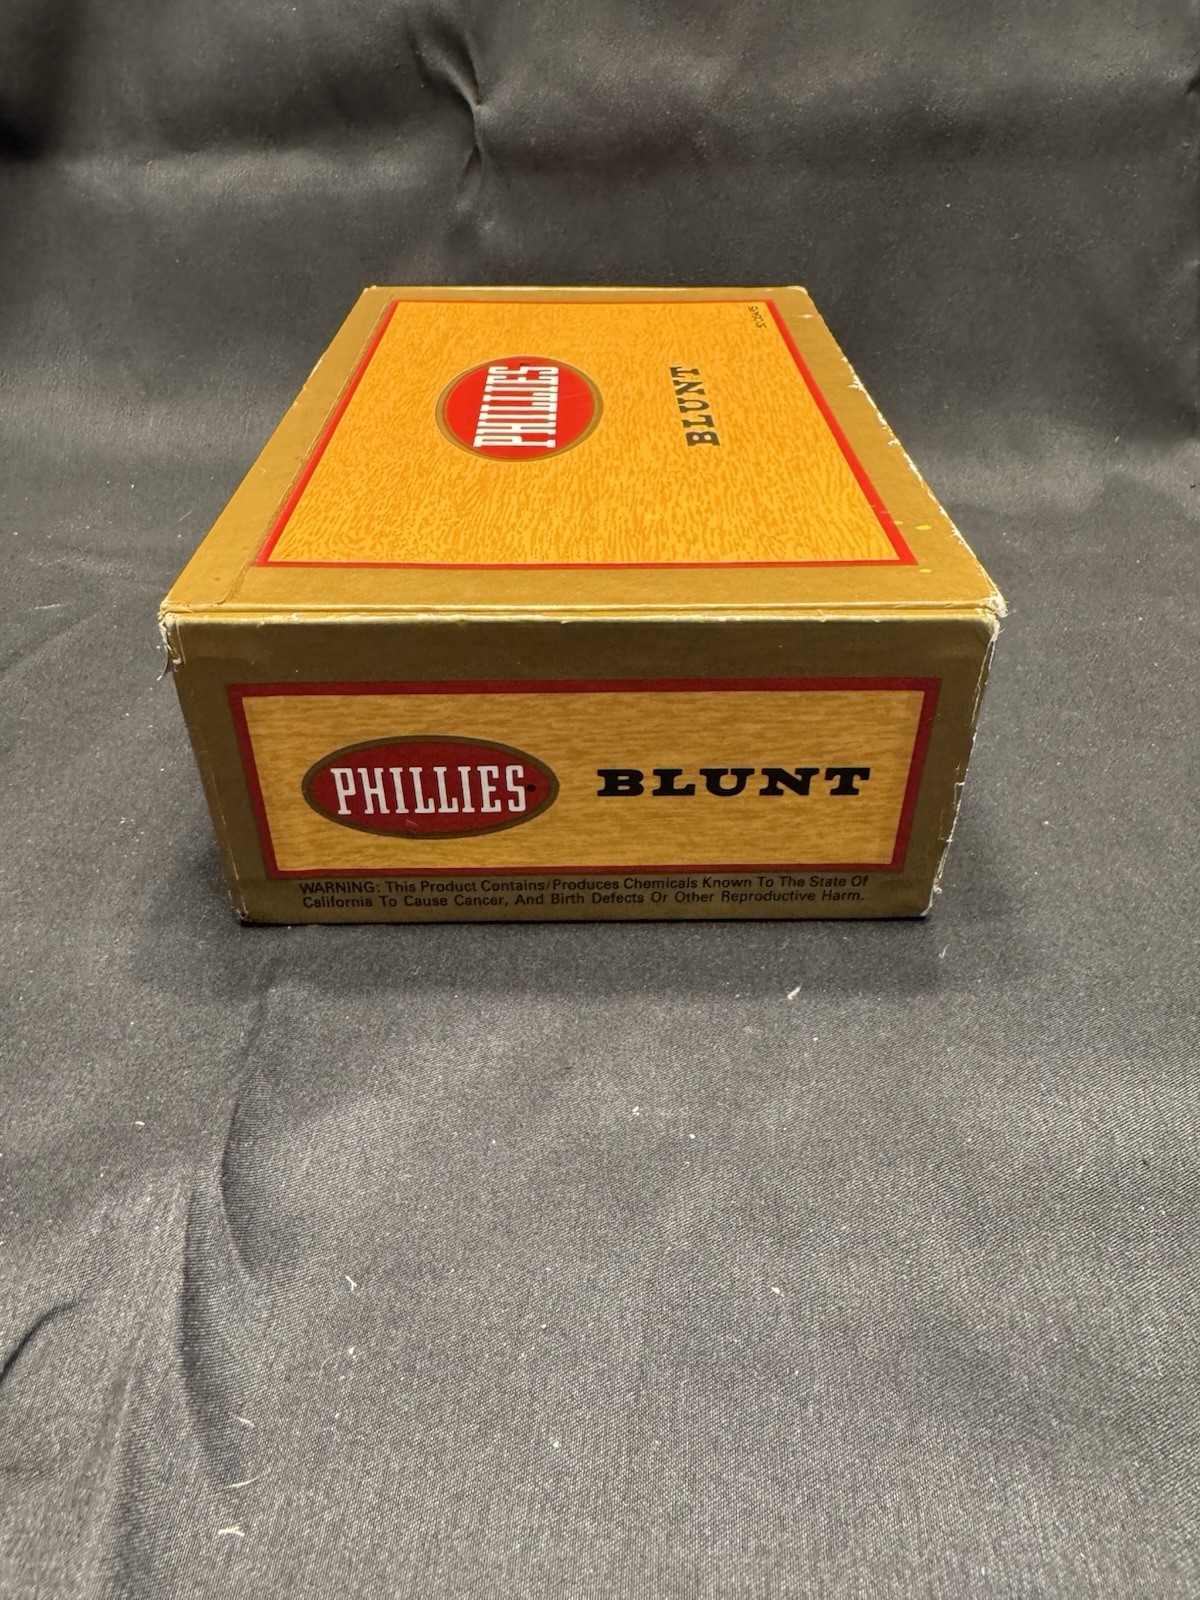 PHILLIES
BLUNT
PHILLIES
BLUNT
WARNING: This Product Contains/Produces Chemicals Known To The State Of
California To Cause Cancer, And Birth Defects Or Other Reproductive Harm.